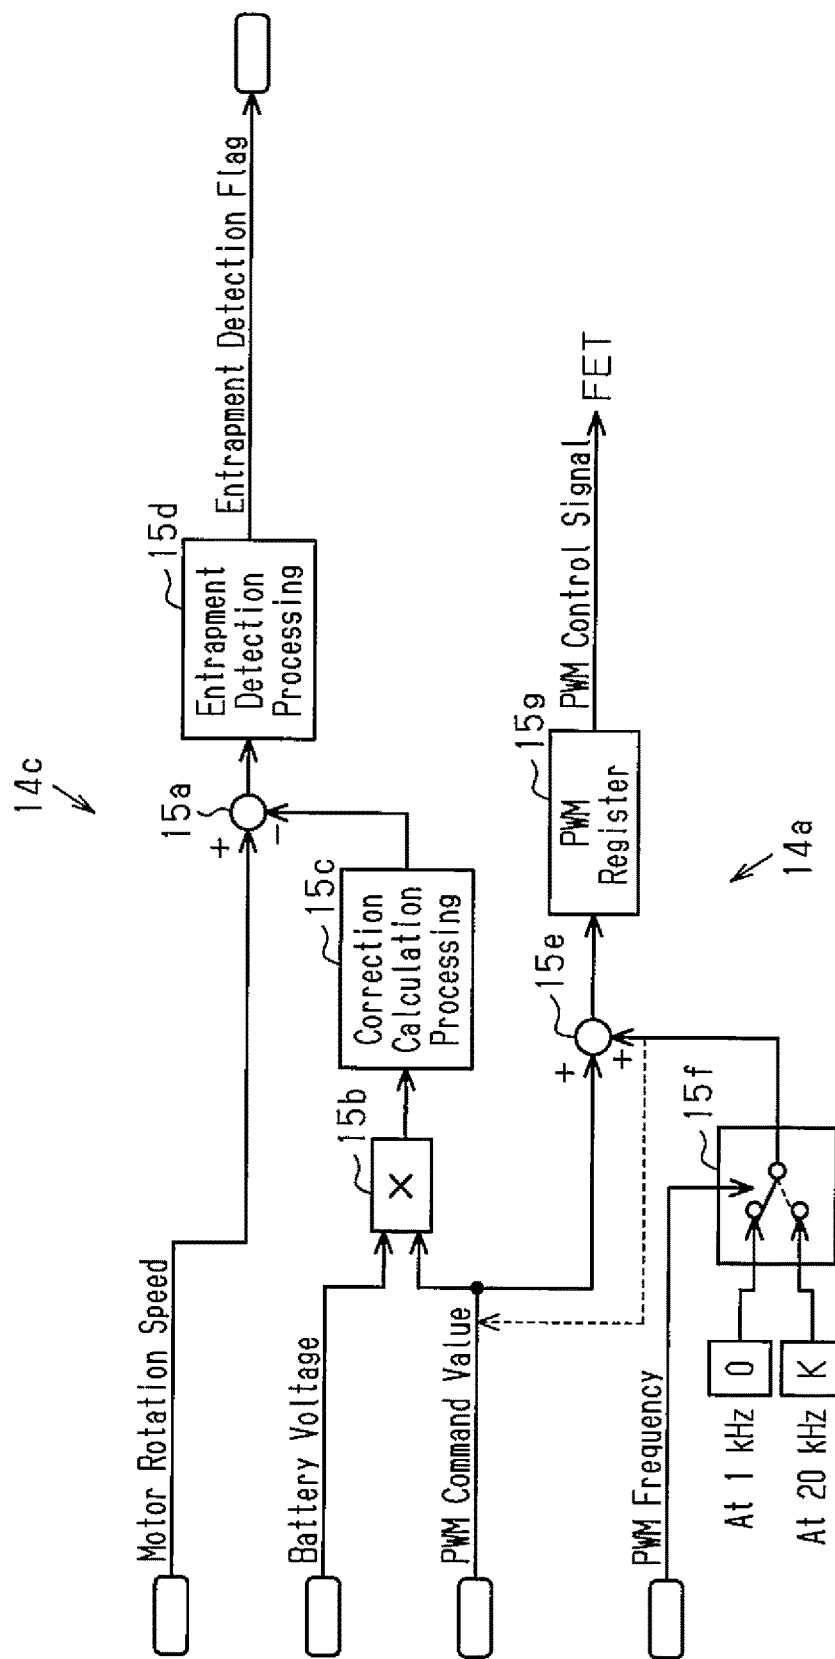 14c
Motor Rotation Speed
+
15a
−
15d
Entrapment
Detection
Processing
Entrapment Detection Flag
Battery Voltage
15b
×
15c
Correction
Calculation
Processing
PWM Command Value
+
15e
+
15g
PWM
Register
PWM Control Signal
FET
PWM Frequency
15f
At 1 kHz
0
At 20 kHz
K
14a